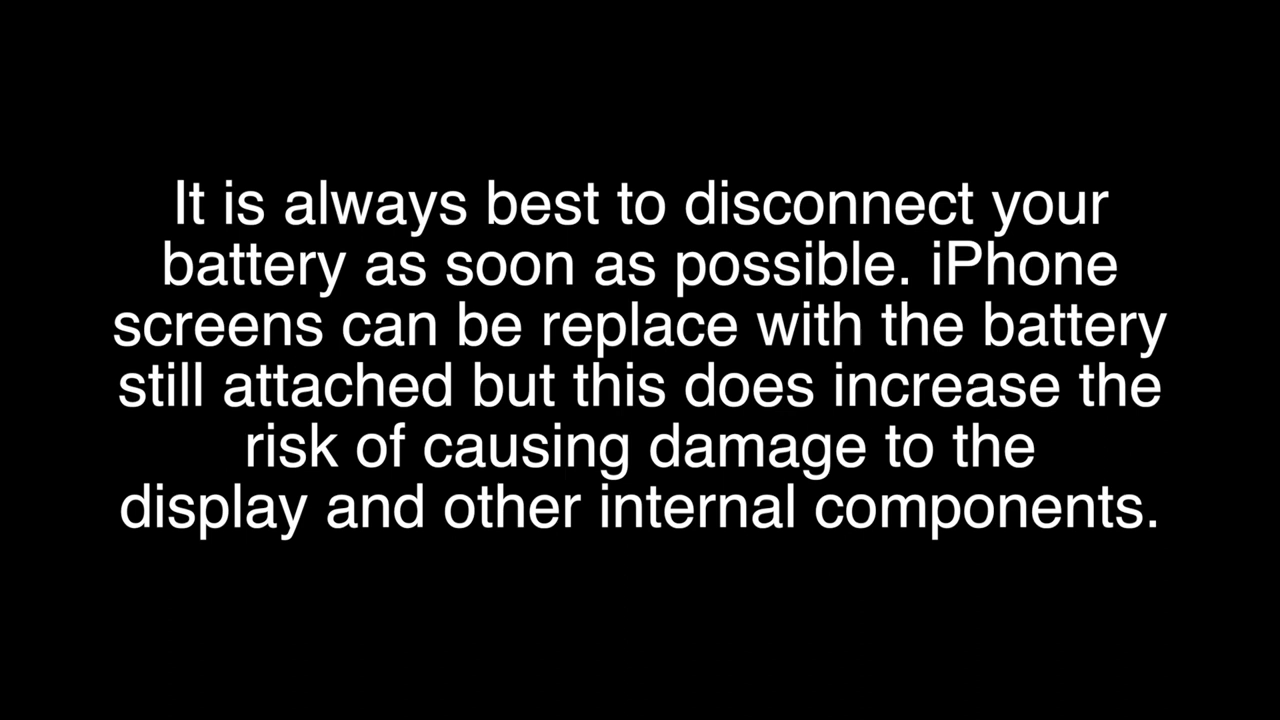 It is always best to disconnect your
battery as soon as possible. iPhone
screens can be replace with the battery
still attached but this does increase the
risk of causing damage to the
display and other internal components.